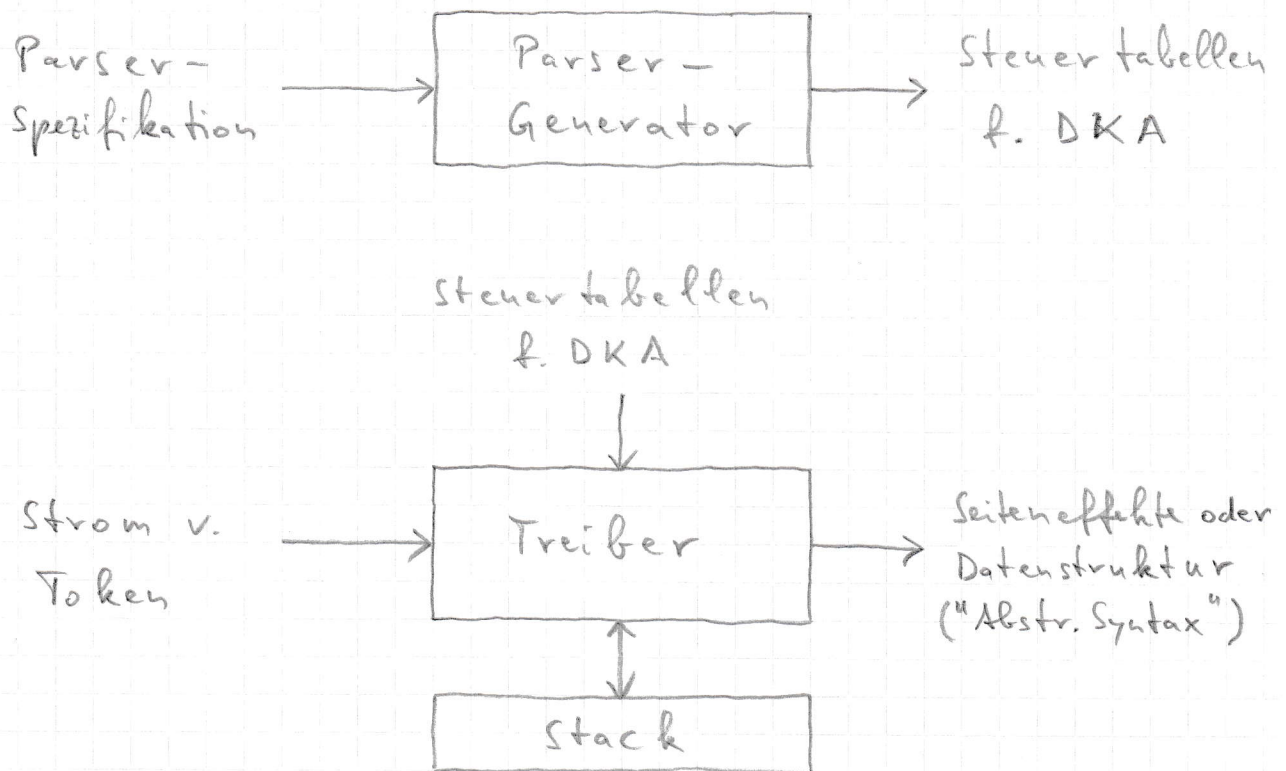 Parser-
Spezifikation
Parser-
Generator
Steuertabellen
f. DKA
Steuertabellen
f. DKA
Strom v.
Token
Treiber
Seiteneffekte oder
Datenstruktur
("Abstr. Syntax")
Stack